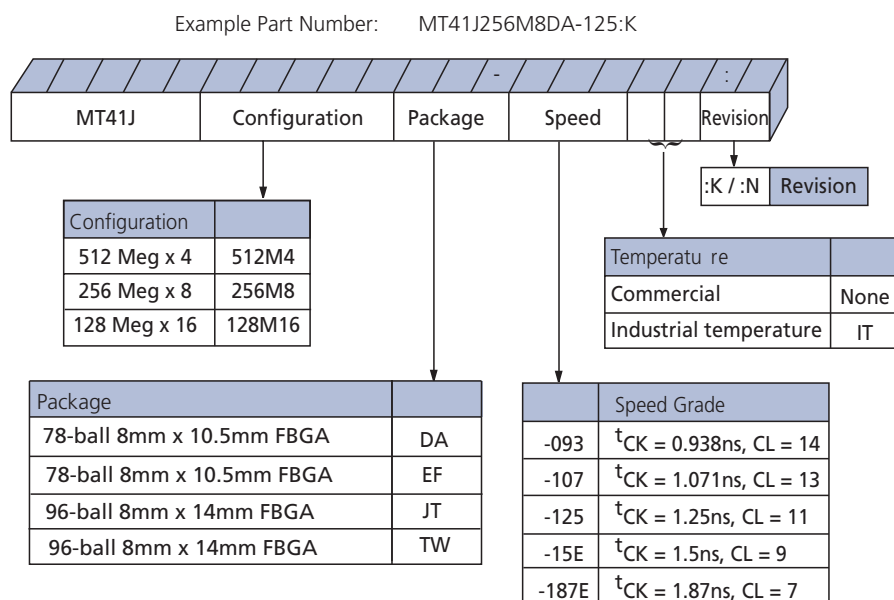 Example Part Number: MT41J256M8DA-125:K
- :
MT41J Configuration Package Speed Revision
:K / :N Revision
Configuration
512 Meg x 4 512M4
256 Meg x 8 256M8
128 Meg x 16 128M16
Temperatu re
Commercial None
Industrial temperature IT
Package
78-ball 8mm x 10.5mm FBGA DA
78-ball 8mm x 10.5mm FBGA EF
96-ball 8mm x 14mm FBGA JT
96-ball 8mm x 14mm FBGA TW
Speed Grade
-093 tCK = 0.938ns, CL = 14
-107 tCK = 1.071ns, CL = 13
-125 tCK = 1.25ns, CL = 11
-15E tCK = 1.5ns, CL = 9
-187E tCK = 1.87ns, CL = 7